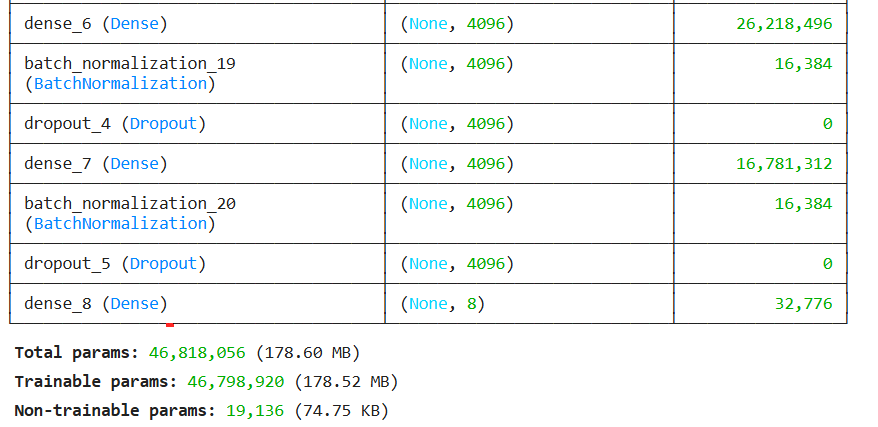 dense_6 (Dense) (None, 4096) 26,218,496
batch_normalization_19 (None, 4096) 16,384
(BatchNormalization)
dropout_4 (Dropout) (None, 4096) 0
dense_7 (Dense) (None, 4096) 16,781,312
batch_normalization_20 (None, 4096) 16,384
(BatchNormalization)
dropout_5 (Dropout) (None, 4096) 0
dense_8 (Dense) (None, 8) 32,776
Total params: 46,818,056 (178.60 MB)
Trainable params: 46,798,920 (178.52 MB)
Non-trainable params: 19,136 (74.75 KB)